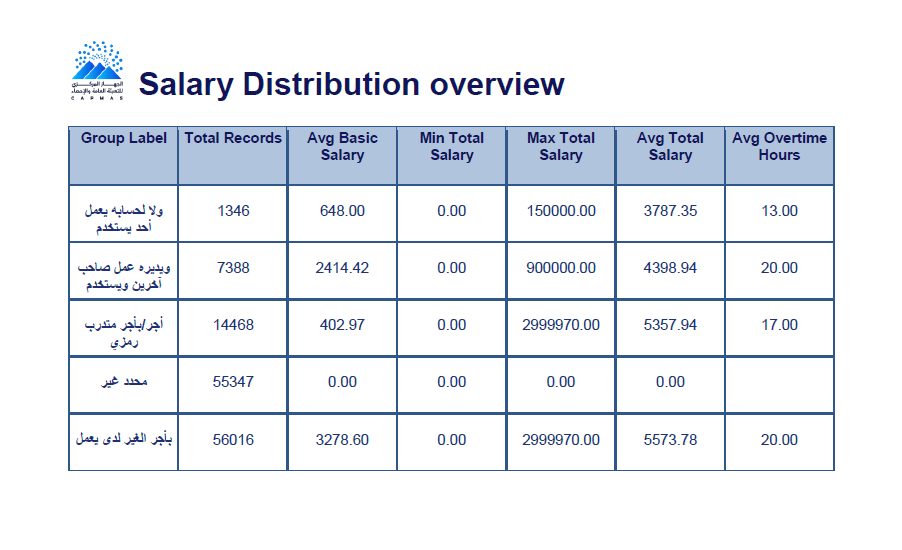 الجهاز المركزي
للتعبئة العامة والإحصاء
CAPMAS
Salary Distribution overview
Group Label Total Records Avg Basic Salary Min Total Salary Max Total Salary Avg Total Salary Avg Overtime Hours
ولا لحسابه يعمل
أحد يستخدم
1346 648.00 0.00 150000.00 3787.35 13.00
ويديره عمل صاحب
آخرين ويستخدم
7388 2414.42 0.00 900000.00 4398.94 20.00
أجر/بأجر متدرب
رمزي
14468 402.97 0.00 2999970.00 5357.94 17.00
محدد غير
55347 0.00 0.00 0.00 0.00
بأجر الغير لدى يعمل
56016 3278.60 0.00 2999970.00 5573.78 20.00